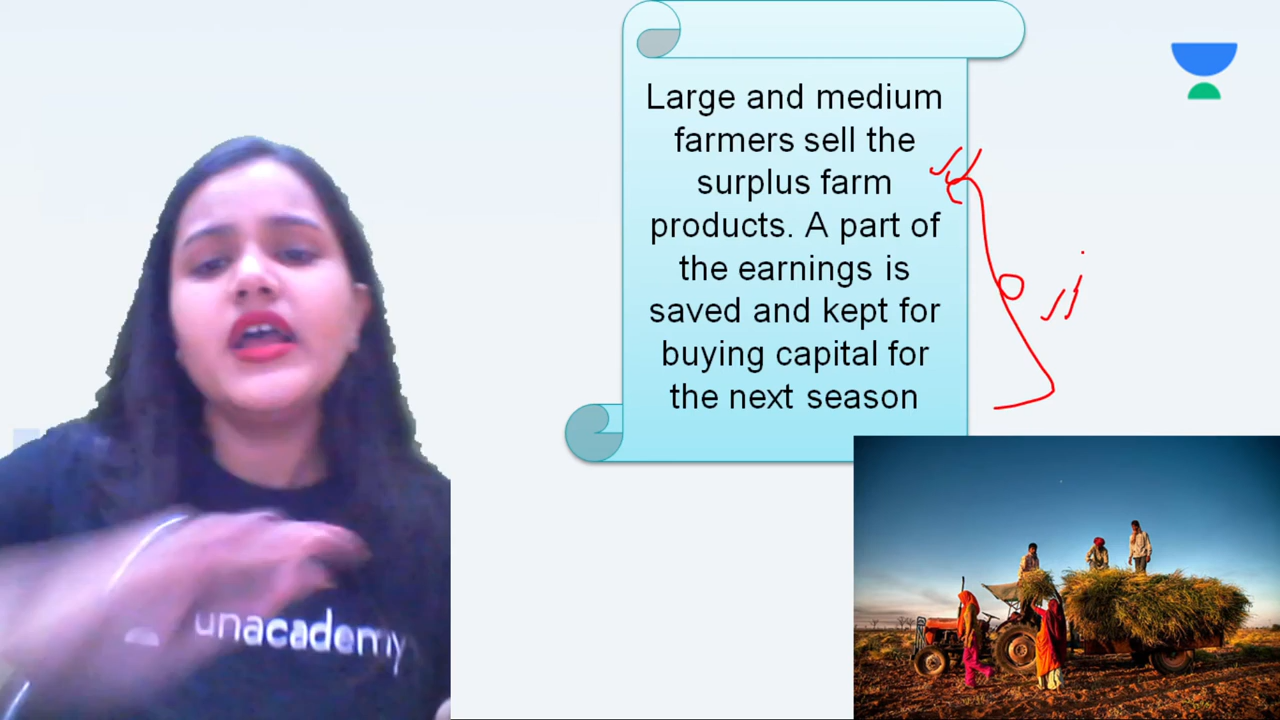 Large and medium
farmers sell the
surplus farm
products. A part of
the earnings is
saved and kept for
buying capital for
the next season
unacademy